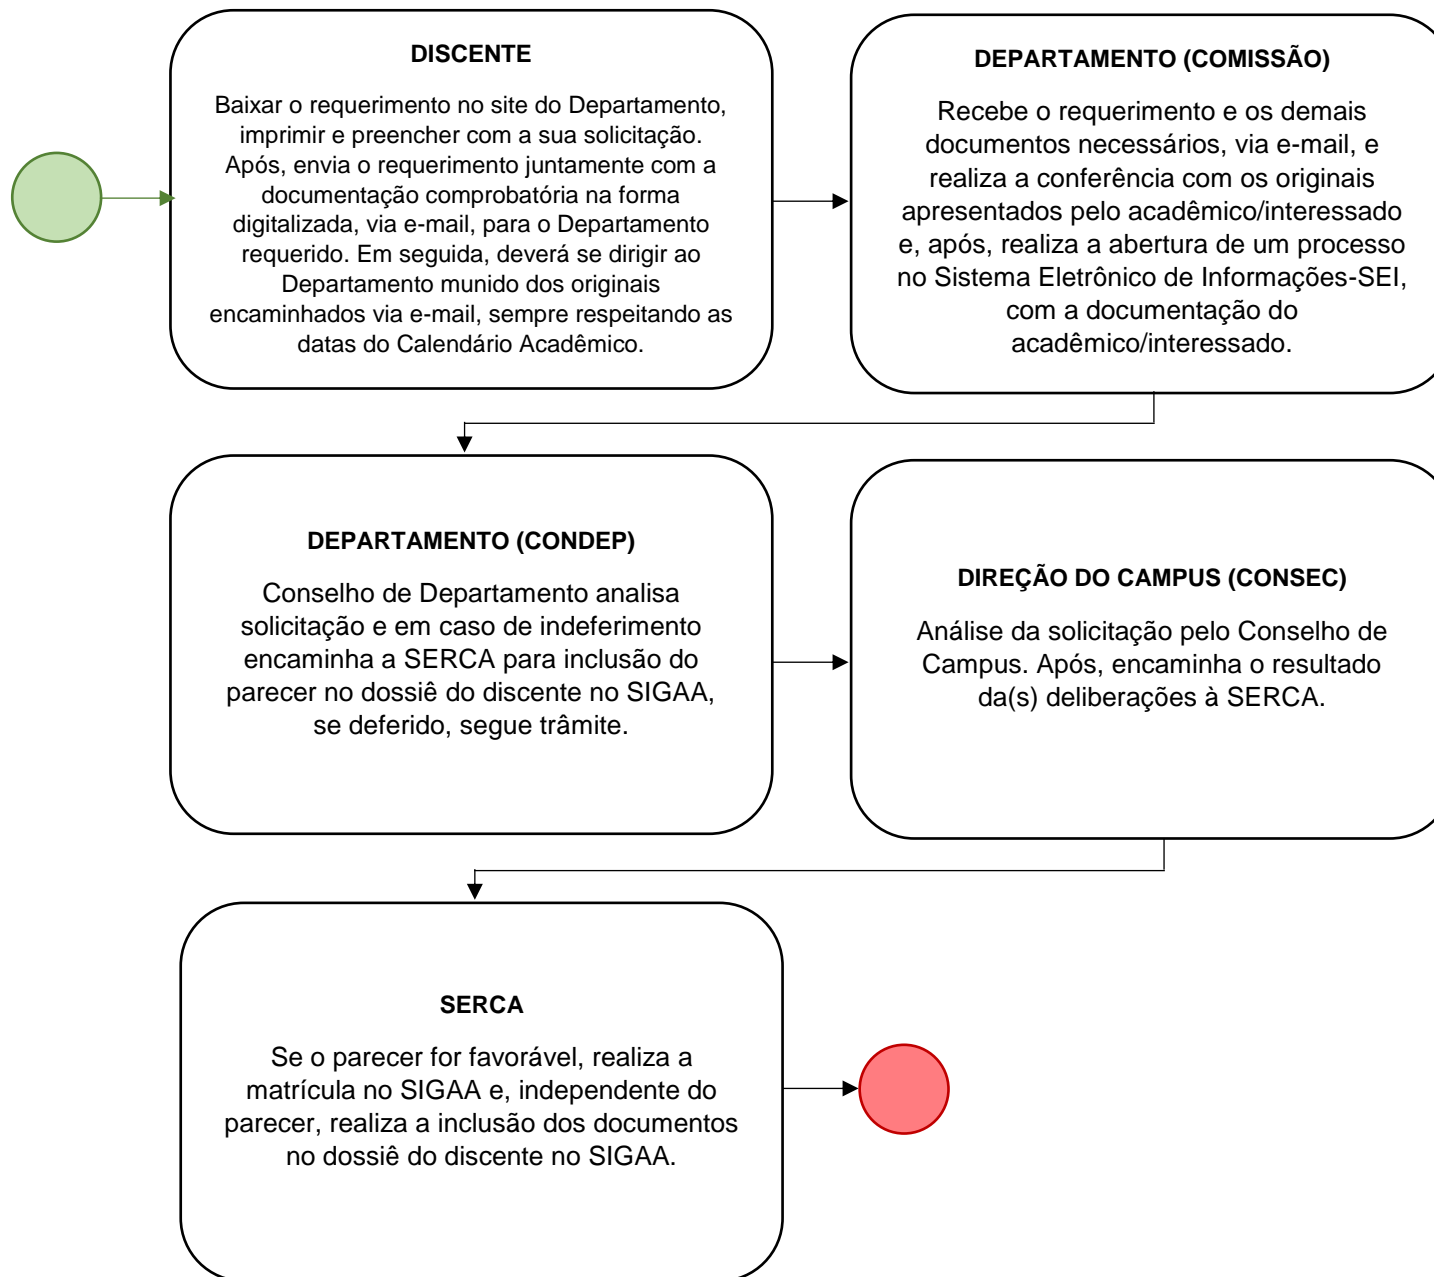 DISCENTE
Baixar o requerimento no site do Departamento,
imprimir e preencher com a sua solicitação.
Após, envia o requerimento juntamente com a
documentação comprobatória na forma
digitalizada, via e-mail, para o Departamento
requerido. Em seguida, deverá se dirigir ao
Departamento munido dos originais
encaminhados via e-mail, sempre respeitando as
datas do Calendário Acadêmico.
DEPARTAMENTO (COMISSÃO)
Recebe o requerimento e os demais
documentos necessários, via e-mail, e
realiza a conferência com os originais
apresentados pelo acadêmico/interessado
e, após, realiza a abertura de um processo
no Sistema Eletrônico de Informações-SEI,
com a documentação do
acadêmico/interessado.
DEPARTAMENTO (CONDEP)
Conselho de Departamento analisa
solicitação e em caso de indeferimento
encaminha a SERCA para inclusão do
parecer no dossiê do discente no SIGAA,
se deferido, segue trâmite.
DIREÇÃO DO CAMPUS (CONSEC)
Análise da solicitação pelo Conselho de
Campus. Após, encaminha o resultado
da(s) deliberações à SERCA.
SERCA
Se o parecer for favorável, realiza a
matrícula no SIGAA e, independente do
parecer, realiza a inclusão dos documentos
no dossiê do discente no SIGAA.